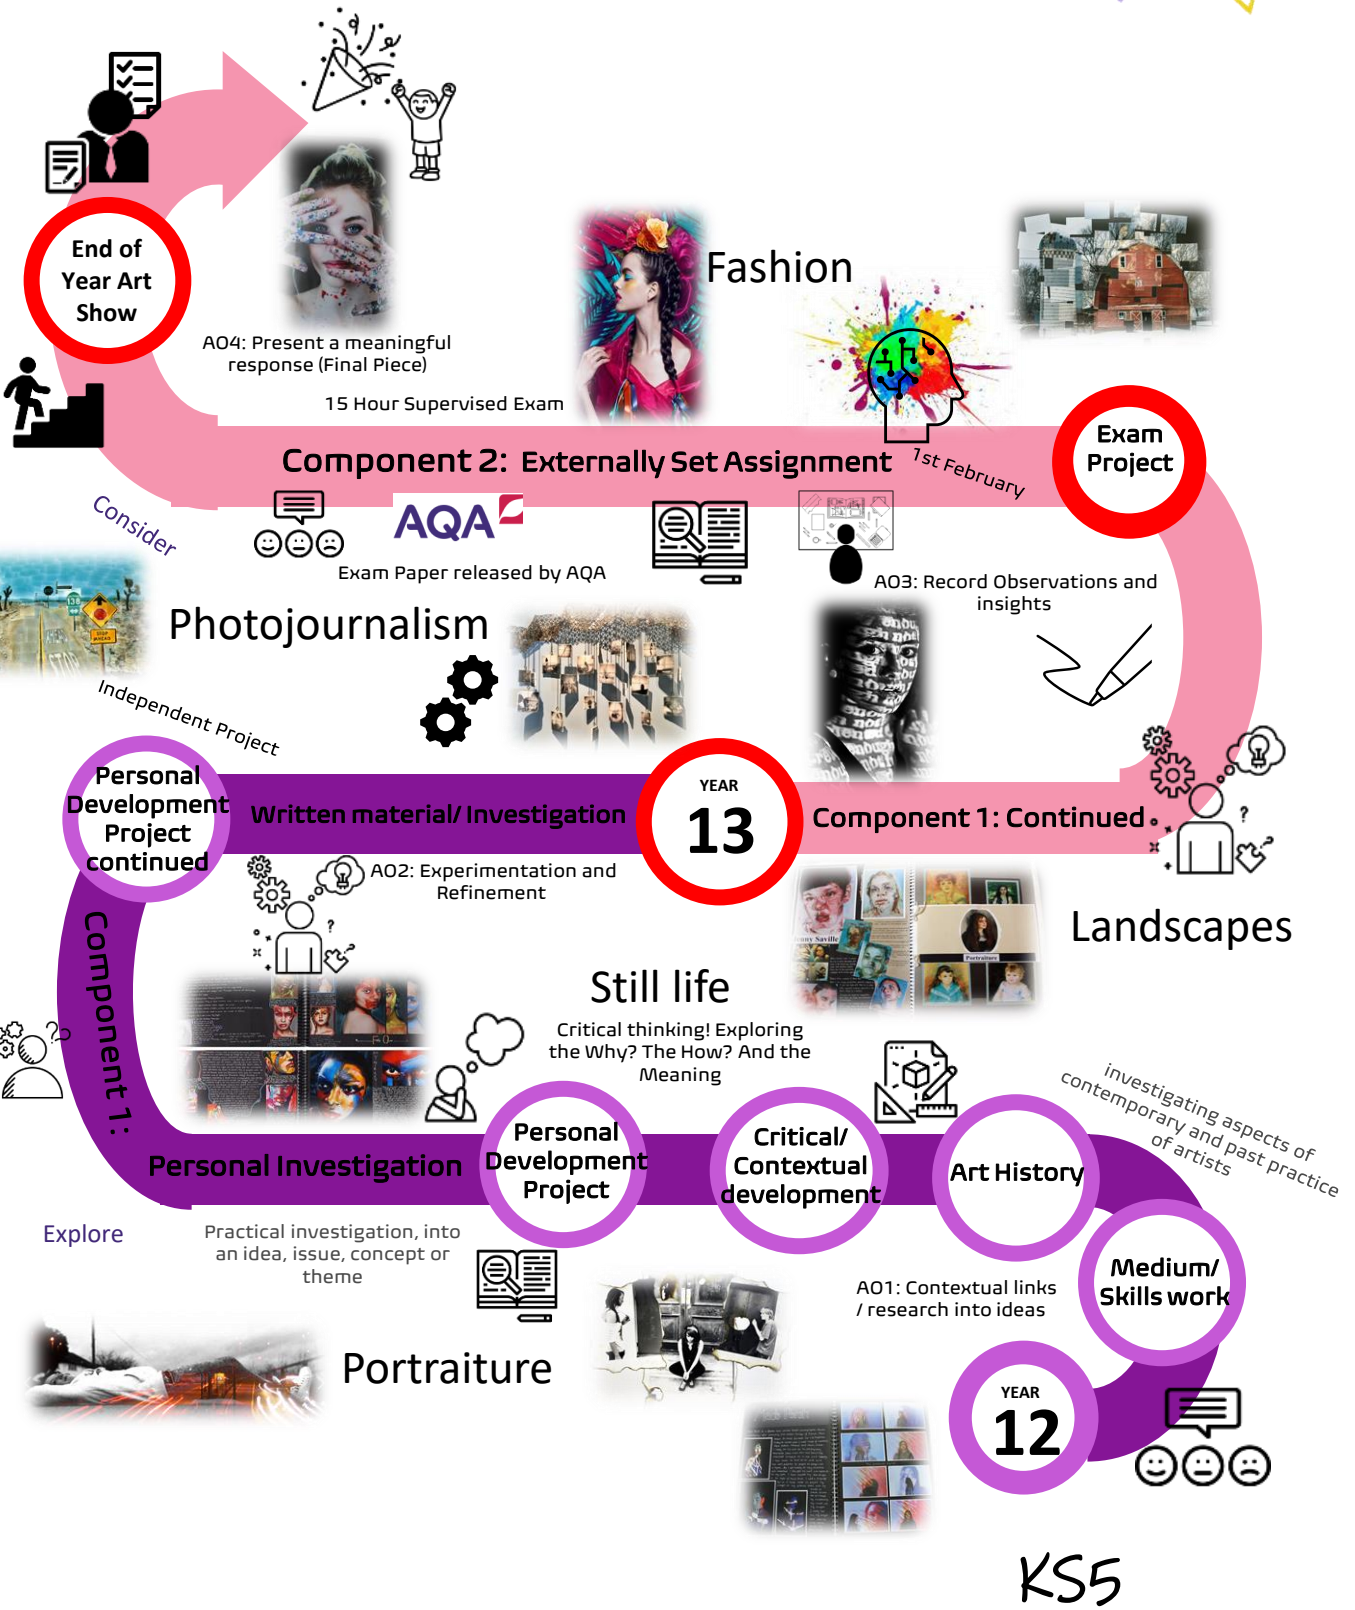 End of
Year Art
Show
AO4: Present a meaningful
response (Final Piece)
15 Hour Supervised Exam
Fashion
Component 2: Externally Set Assignment
1st February
Exam
Project
Consider
AQA
Exam Paper released by AQA
AO3: Record Observations and
insights
Photojournalism
Independent Project
Personal
Development
Project
continued
Written material/ Investigation
YEAR
13
Component 1: Continued
AO2: Experimentation and
Refinement
Landscapes
Component 1:
Still life
Critical thinking! Exploring
the Why? The How? And the
Meaning
Personal Investigation
Personal
Development
Project
Critical/
Contextual
development
Art History
investigating aspects of
contemporary and past practice
of artists
Explore
Practical investigation, into
an idea, issue, concept or
theme
Medium/
Skills work
AO1: Contextual links
/ research into ideas
Portraiture
YEAR
12
KS5